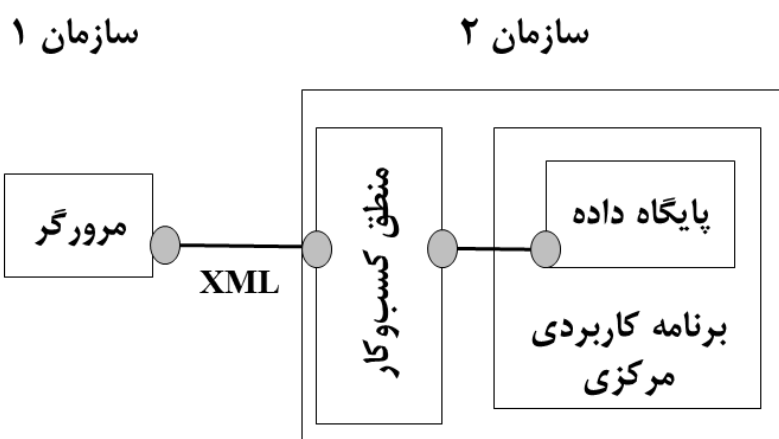 سازمان ۱
سازمان ۲
مرورگر
XML
منطق کسب‌وکار
پایگاه داده
برنامه کاربردی
مرکزی